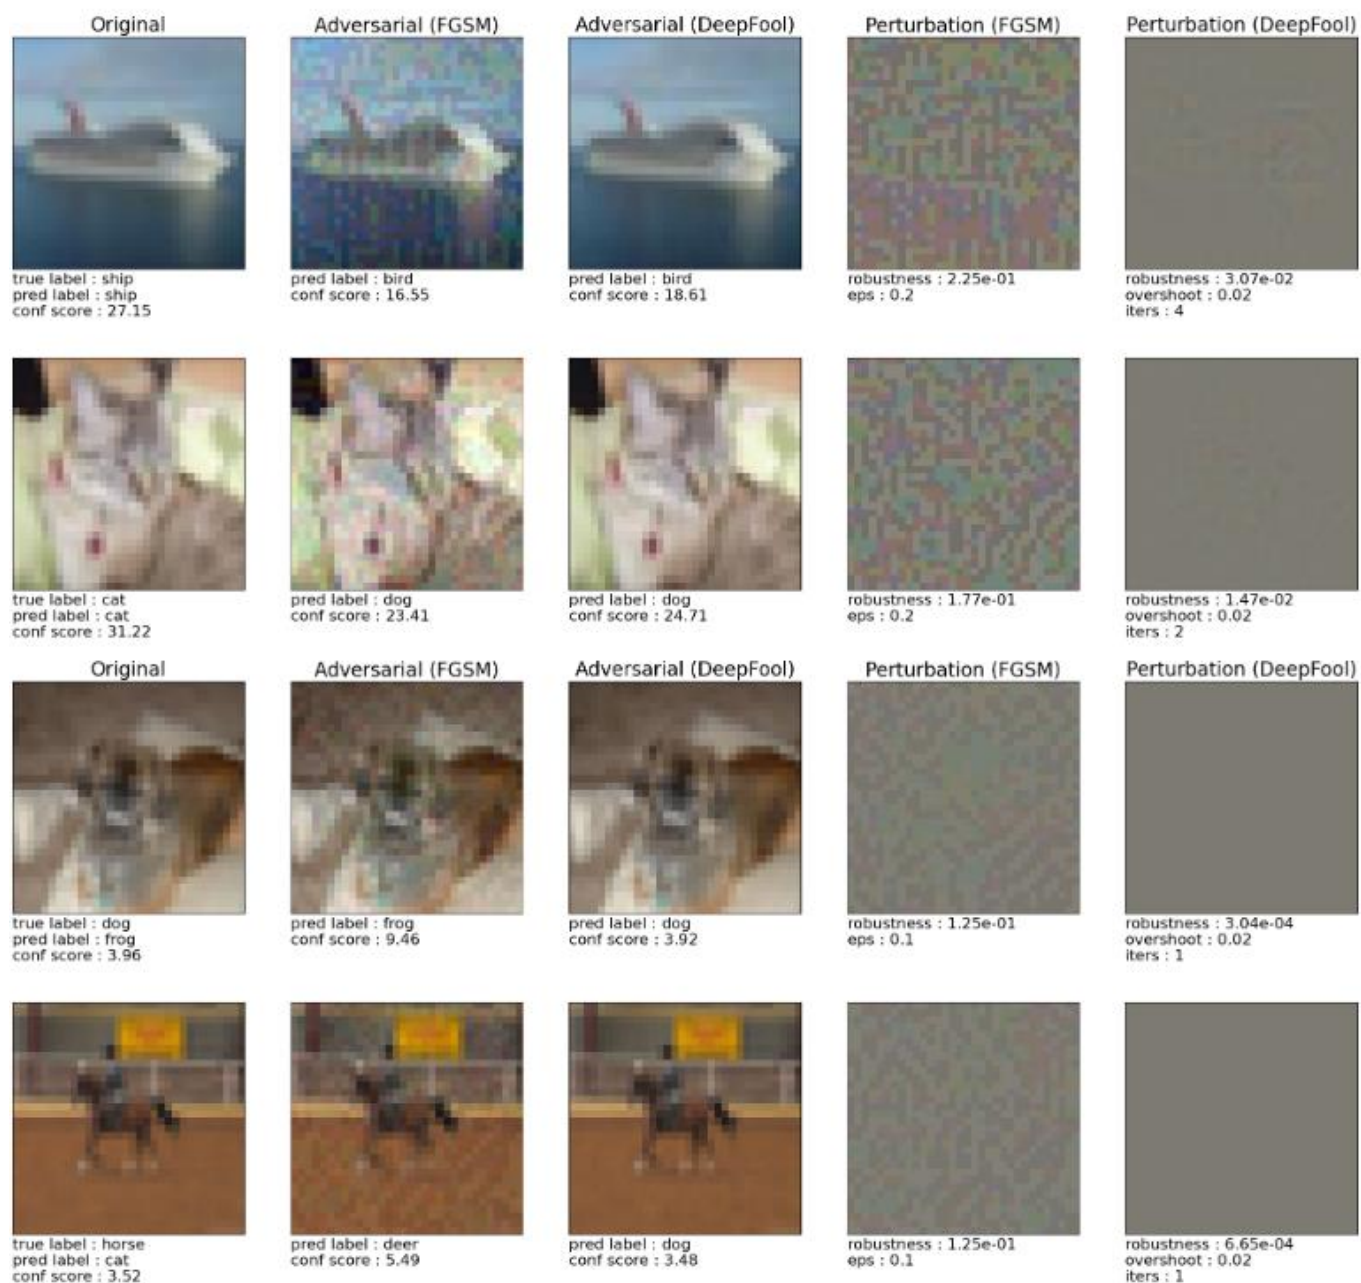 Original
Adversarial (FGSM)
Adversarial (DeepFool)
Perturbation (FGSM)
Perturbation (DeepFool)
true label : ship
pred label : ship
conf score : 27.15
pred label : bird
conf score : 16.55
pred label : bird
conf score : 18.61
robustness : 2.25e-01
eps : 0.2
robustness : 3.07e-02
overshoot : 0.02
iters : 4
true label : cat
pred label : cat
conf score : 31.22
pred label : dog
conf score : 23.41
pred label : dog
conf score : 24.71
robustness : 1.77e-01
eps : 0.2
robustness : 1.47e-02
overshoot : 0.02
iters : 2
Original
Adversarial (FGSM)
Adversarial (DeepFool)
Perturbation (FGSM)
Perturbation (DeepFool)
true label : dog
pred label : frog
conf score : 3.96
pred label : frog
conf score : 9.46
pred label : dog
conf score : 3.92
robustness : 1.25e-01
eps : 0.1
robustness : 3.04e-04
overshoot : 0.02
iters : 1
true label : horse
pred label : cat
conf score : 3.52
pred label : deer
conf score : 5.49
pred label : dog
conf score : 3.48
robustness : 1.25e-01
eps : 0.1
robustness : 6.65e-04
overshoot : 0.02
iters : 1